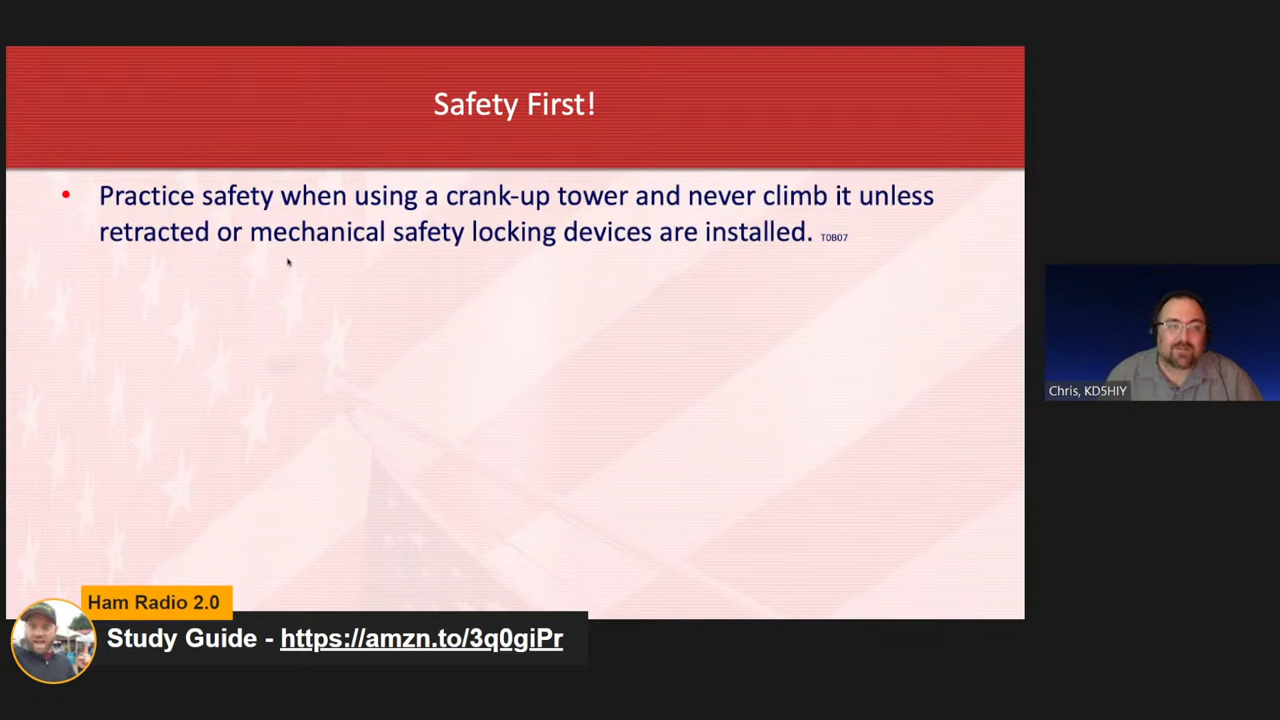 Safety First!
• Practice safety when using a crank-up tower and never climb it unless
retracted or mechanical safety locking devices are installed. T0B07
Chris, KD5HIY
Ham Radio 2.0
Study Guide - https://amzn.to/3q0giPr